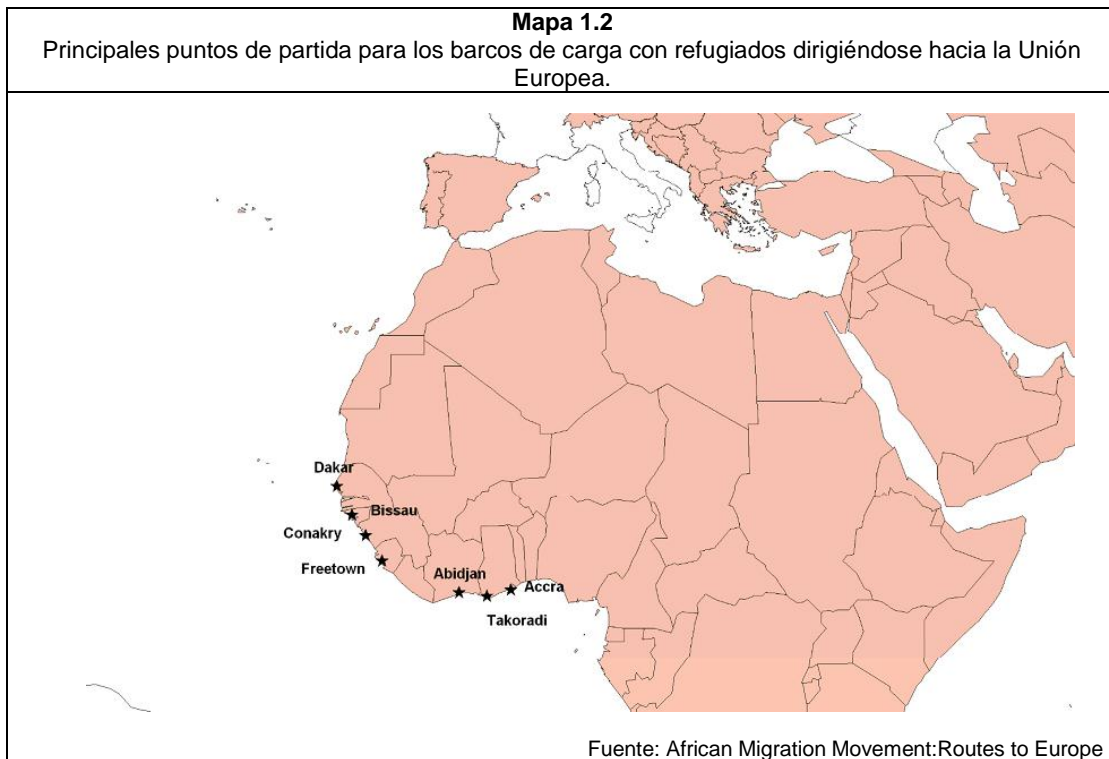 Mapa 1.2
Principales puntos de partida para los barcos de carga con refugiados dirigiéndose hacia la Unión
Europea.
Dakar
Bissau
Conakry
Freetown
Abidjan
Accra
Takoradi
Fuente: African Migration Movement:Routes to Europe